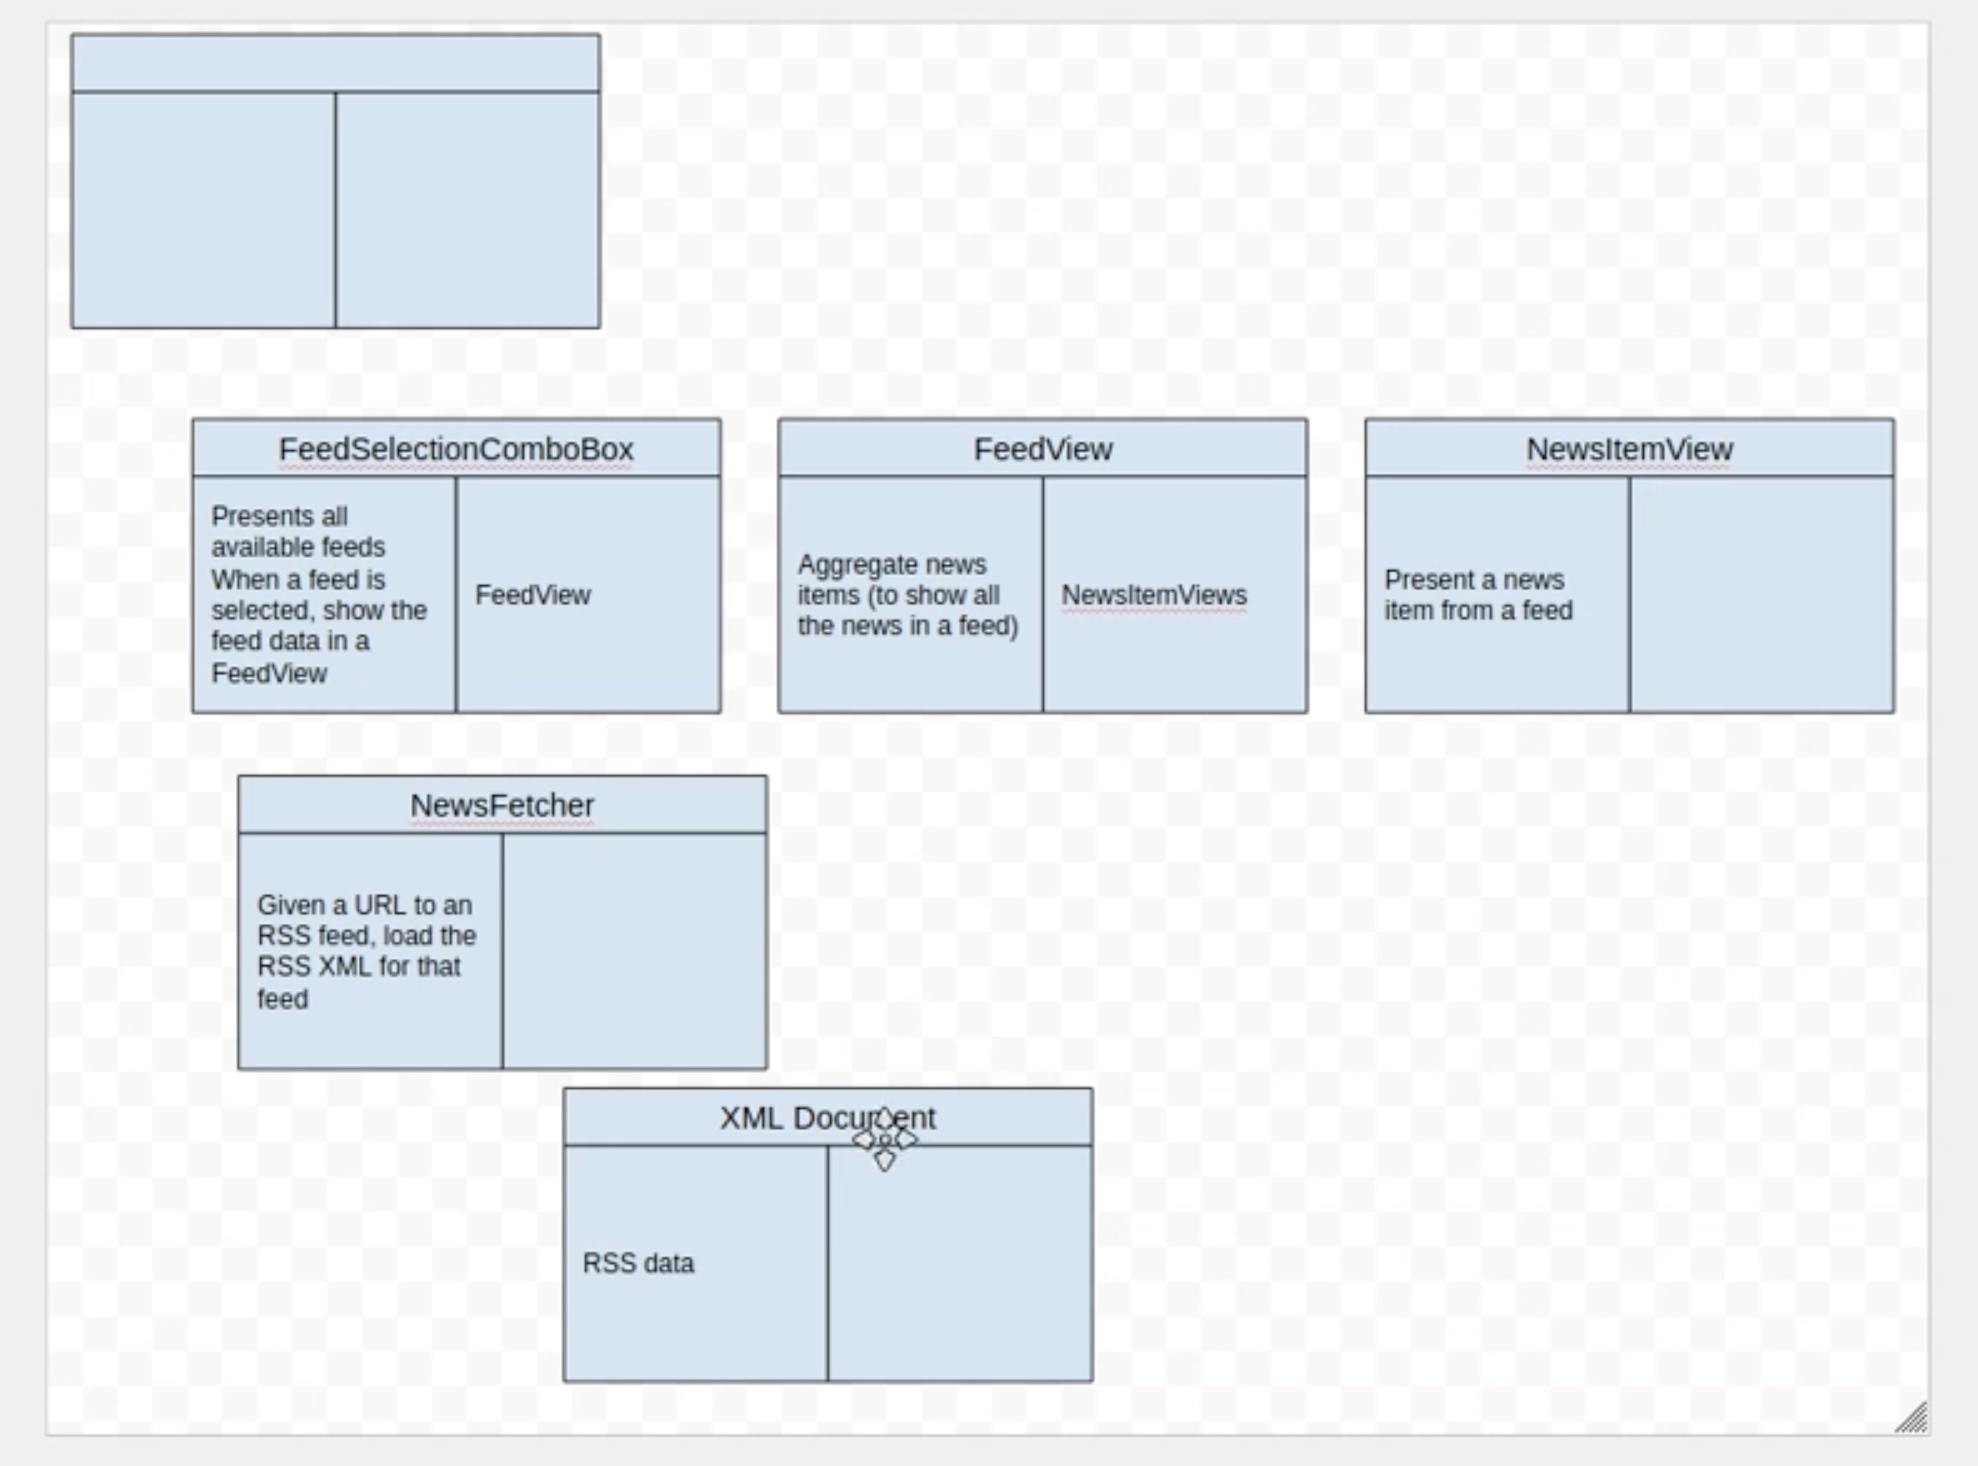 FeedSelectionComboBox
Presents all
available feeds
When a feed is
selected, show the
feed data in a
FeedView
FeedView
FeedView
Aggregate news
items (to show all
the news in a feed)
NewsItemViews
NewsItemView
Present a news
item from a feed
NewsFetcher
Given a URL to an
RSS feed, load the
RSS XML for that
feed
XML Document
RSS data